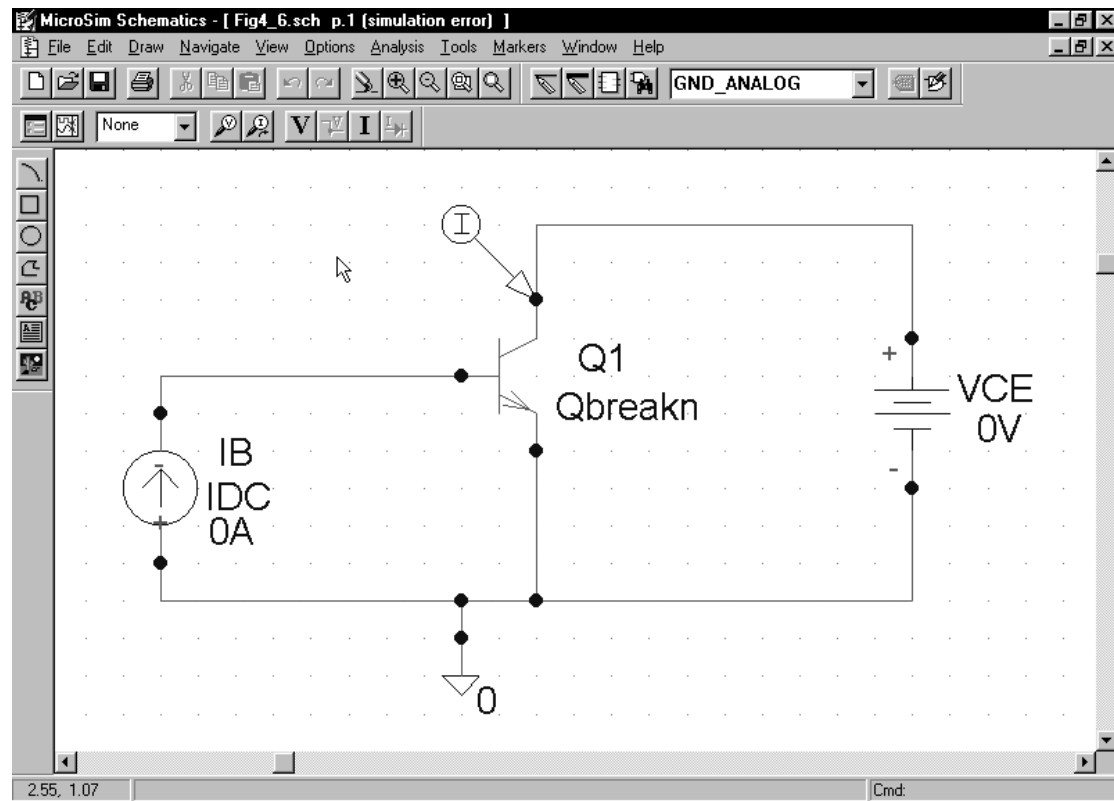 MicroSim Schematics - [ Fig4_6.sch p.1 (simulation error) ]
File Edit Draw Navigate View Options Analysis Tools Markers Window Help
GND_ANALOG
None
V I
I
Q1
Qbreakn
+
VCE
0V
-
IB
-
IDC
+
0A
0
2.55, 1.07
Cmd: